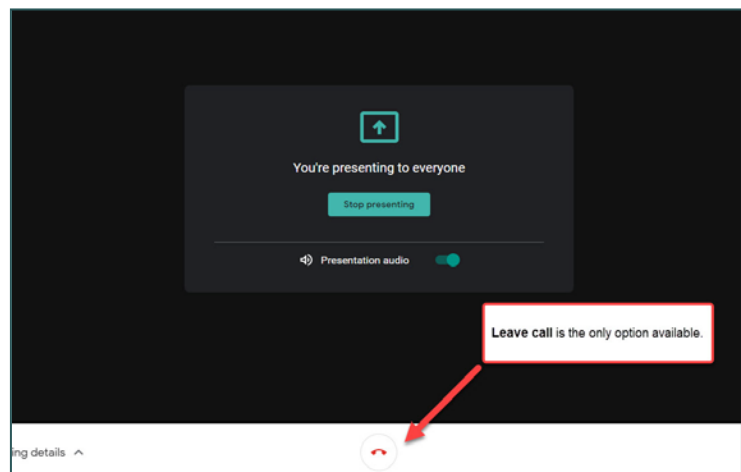 You're presenting to everyone
Stop presenting
Presentation audio
Leave call is the only option available.
ing details